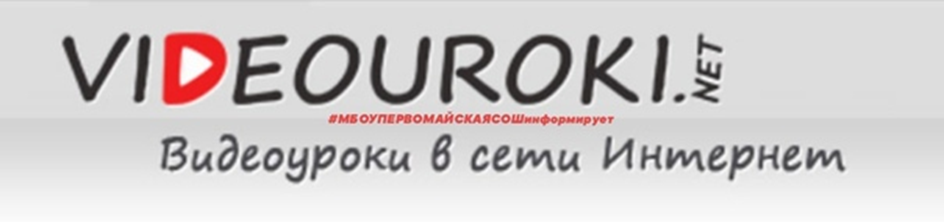 VIDEOUROKI.NET
#МБОУПЕРВОМАЙСКАЯСОШинформирует
Видеоуроки в сети Интернет